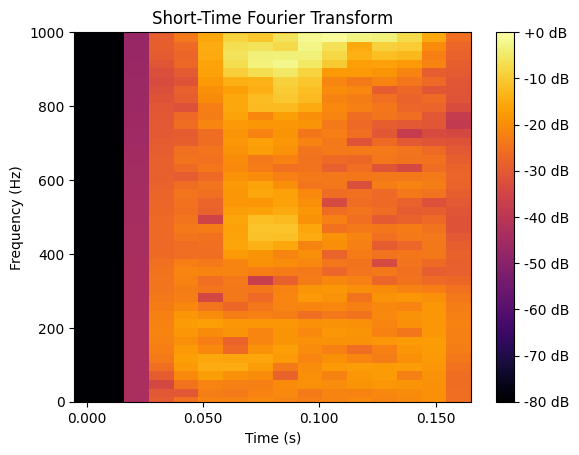 Short-Time Fourier Transform
Frequency (Hz)
1000
800
600
400
200
0
0.000
0.050
0.100
0.150
Time (s)
+0 dB
-10 dB
-20 dB
-30 dB
-40 dB
-50 dB
-60 dB
-70 dB
-80 dB